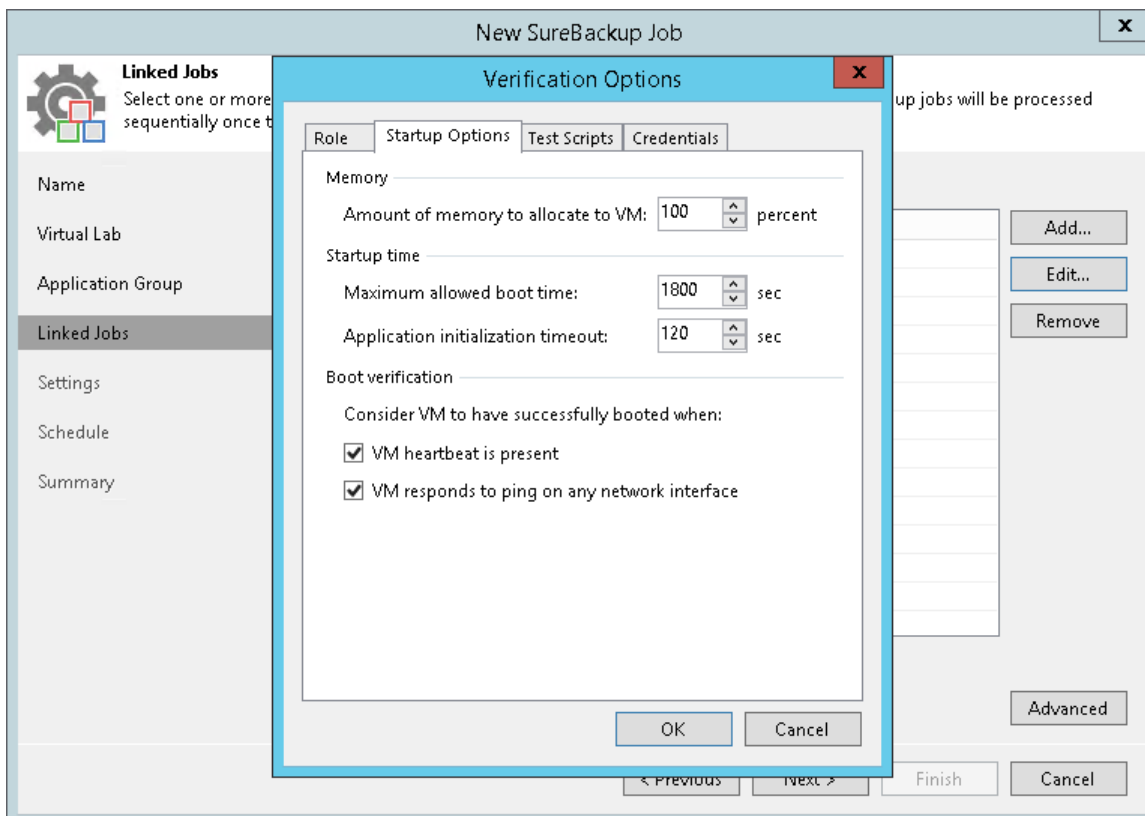 New SureBackup Job
x
Linked Jobs
Select one or more
up jobs will be processed
sequentially once t
Name
Virtual Lab
Application Group
Linked Jobs
Settings
Schedule
Summary
Verification Options
x
Role
Startup Options
Test Scripts
Credentials
Memory
Amount of memory to allocate to VM: 100 percent
Startup time
Maximum allowed boot time: 1800 sec
Application initialization timeout: 120 sec
Boot verification
Consider VM to have successfully booted when:
VM heartbeat is present
VM responds to ping on any network interface
OK
Cancel
Add...
Edit...
Remove
Advanced
< Previous
Next >
Finish
Cancel